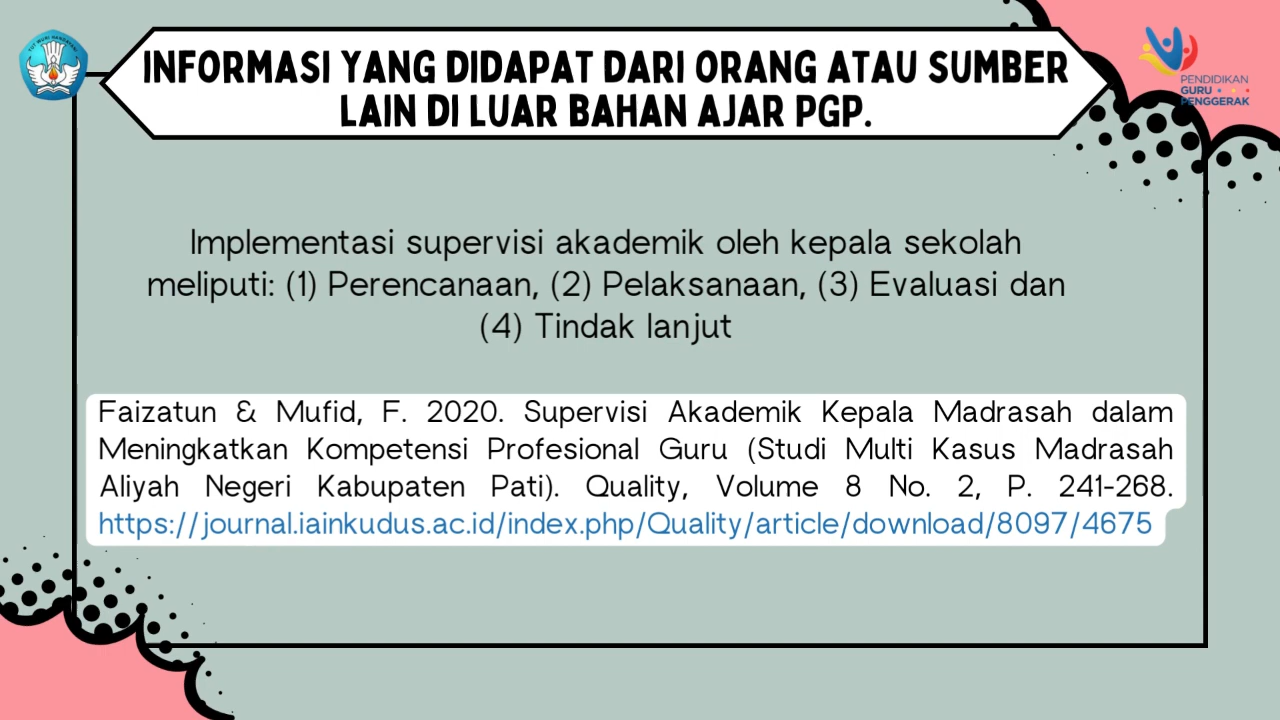 TUT WURI HANDAYANI
INFORMASI YANG DIDAPAT DARI ORANG ATAU SUMBER
LAIN DI LUAR BAHAN AJAR PGP.
PENDIDIKAN
GURU
PENGGERAK
Implementasi supervisi akademik oleh kepala sekolah
meliputi: (1) Perencanaan, (2) Pelaksanaan, (3) Evaluasi dan
(4) Tindak lanjut
Faizatun & Mufid, F. 2020. Supervisi Akademik Kepala Madrasah dalam
Meningkatkan Kompetensi Profesional Guru (Studi Multi Kasus Madrasah
Aliyah Negeri Kabupaten Pati). Quality, Volume 8 No. 2, P. 241-268.
https://journal.iainkudus.ac.id/index.php/Quality/article/download/8097/4675